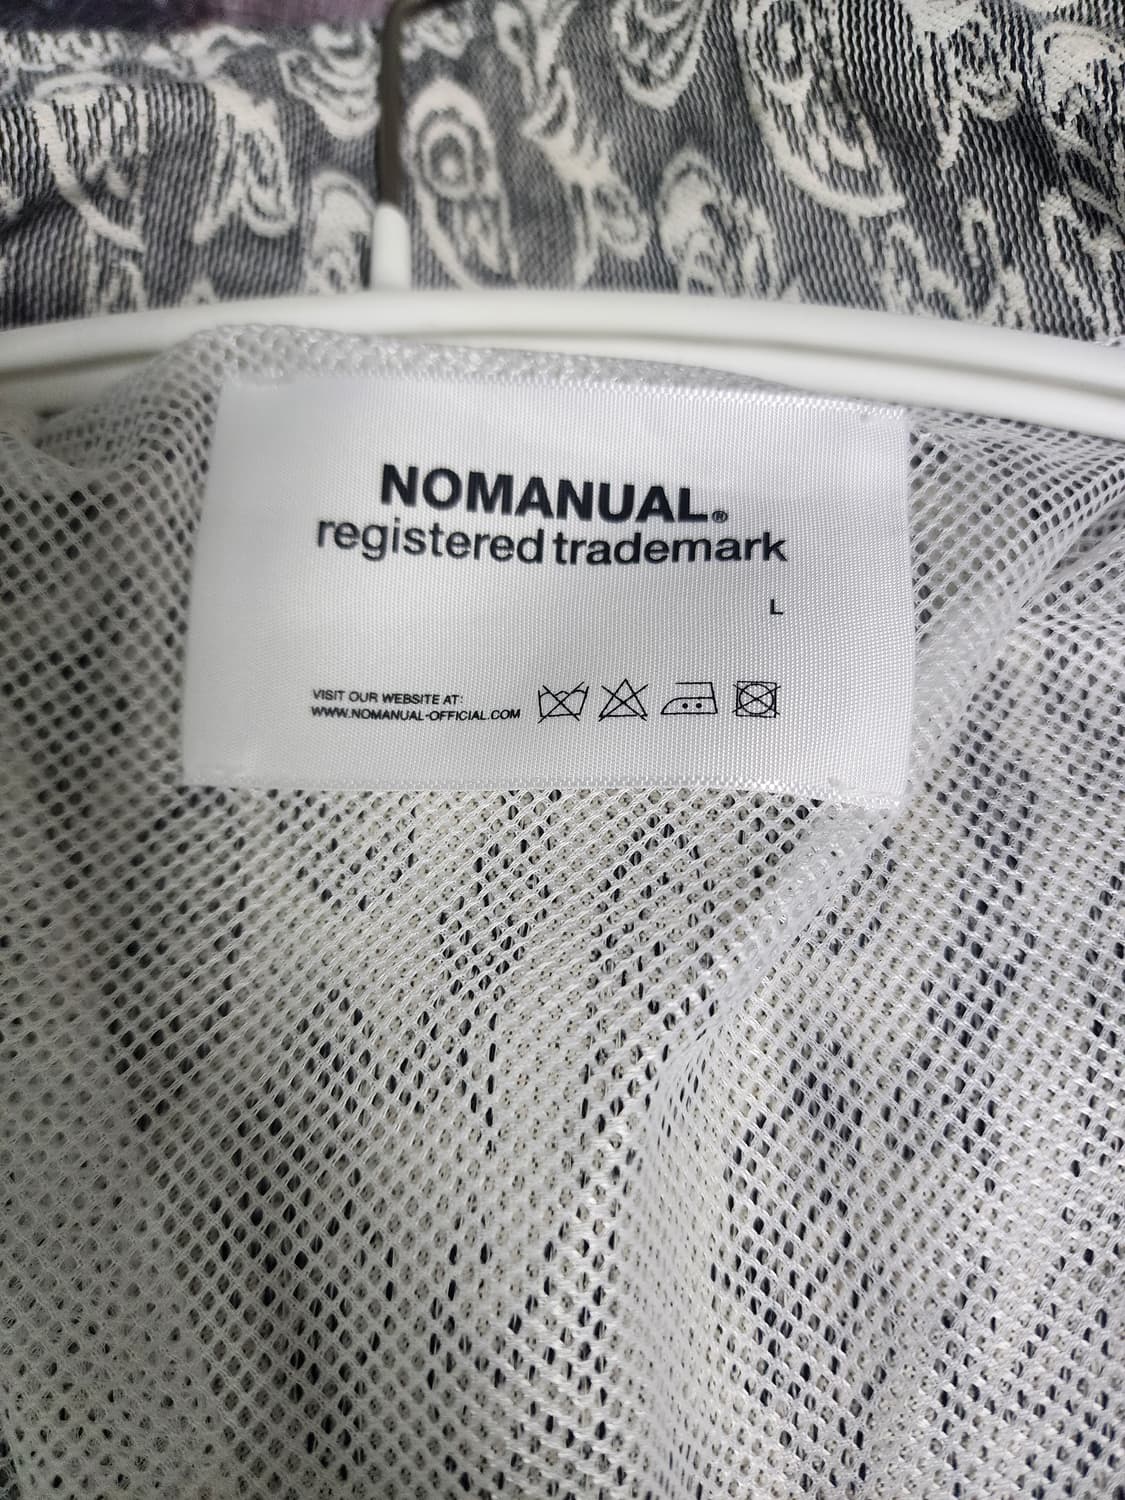 NOMANUAL®
registered trademark
L
VISIT OUR WEBSITE AT:
WWW.NOMANUAL-OFFICIAL.COM